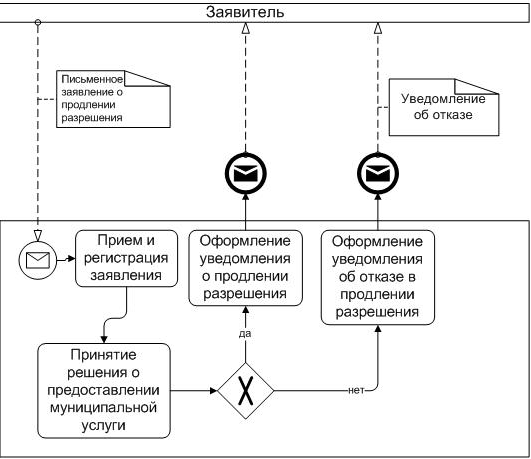 Заявитель
Письменное
заявление о
продлении
разрешения
Уведомление
об отказе
Прием и
регистрация
заявления
Оформление
уведомления
о продлении
разрешения
Оформление
уведомления
об отказе в
продлении
разрешения
да
Принятие
решения о
предоставлении
муниципальной
услуги
нет